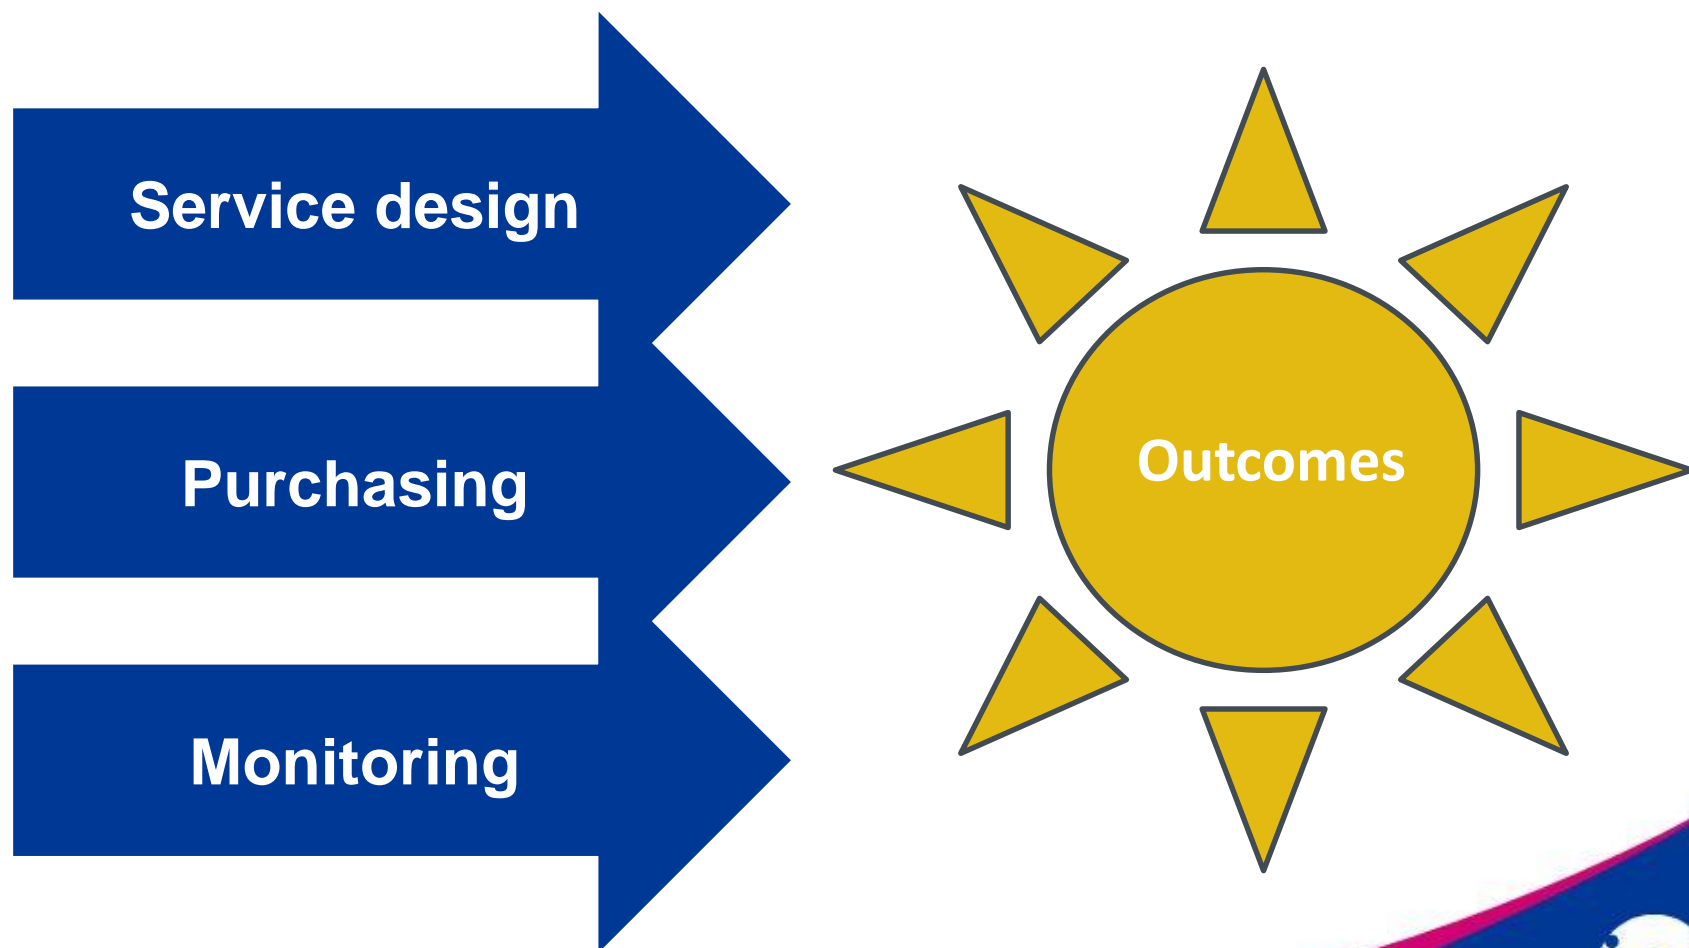 Service design
Purchasing
Outcomes
Monitoring